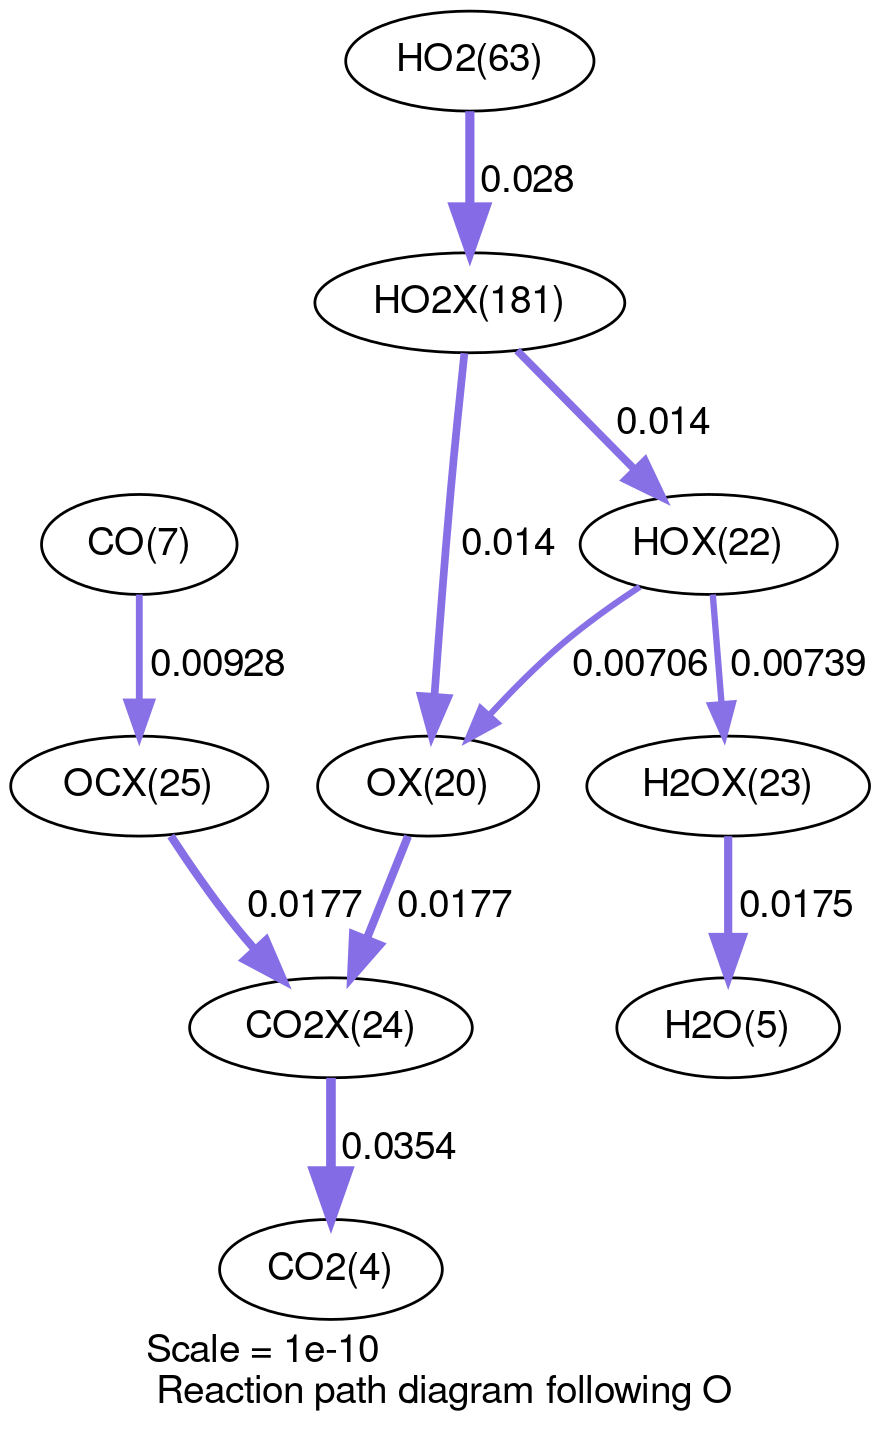 HO2(63)
0.028
HO2X(181)
0.014
0.014
CO(7)
HOX(22)
0.00928
0.00706
0.00739
OCX(25)
OX(20)
H2OX(23)
0.0177
0.0177
0.0175
CO2X(24)
H2O(5)
0.0354
CO2(4)
Scale = 1e-10
Reaction path diagram following O